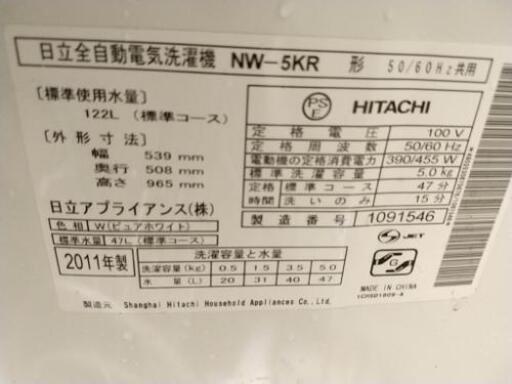 日立全自動電気洗濯機 NW-5KR 形 50/60Hz共用
〔標準使用水量〕
122L (標準コース)
〔外形寸法〕
幅 539 mm
奥行 508 mm
高さ 965 mm
日立アプライアンス(株)
色相 W(ピュアホワイト)
標準水量 47L (標準コース)
2011年製
PS E HITACHI
定格電圧 100 V
定格周波数 50/60 Hz
電動機の定格消費電力 390/455 W
標準洗濯容量 5.0 kg
定格時間 標準コース 47分
洗いのみ 15分
製造番号 1091546
JET
洗濯容量と水量
洗濯容量(kg) 0.5 1.5 3.5 5.0
水量(L) 20 31 40 47
製造元 Shanghai Hitachi Household Appliances Co.,Ltd.
MADE IN CHINA